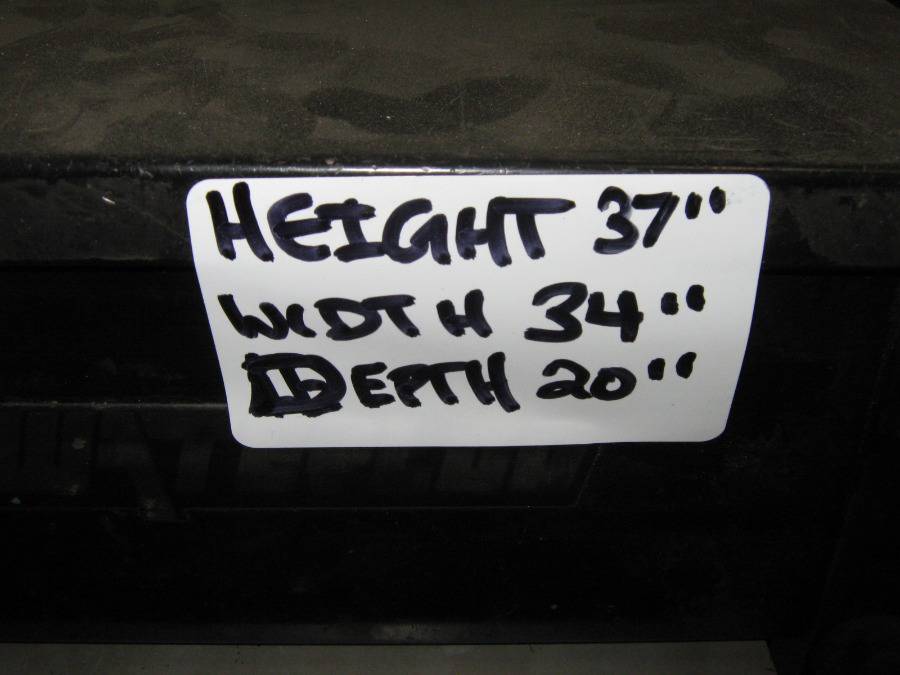 HEIGHT 37"
WIDTH 34"
DEPTH 20"